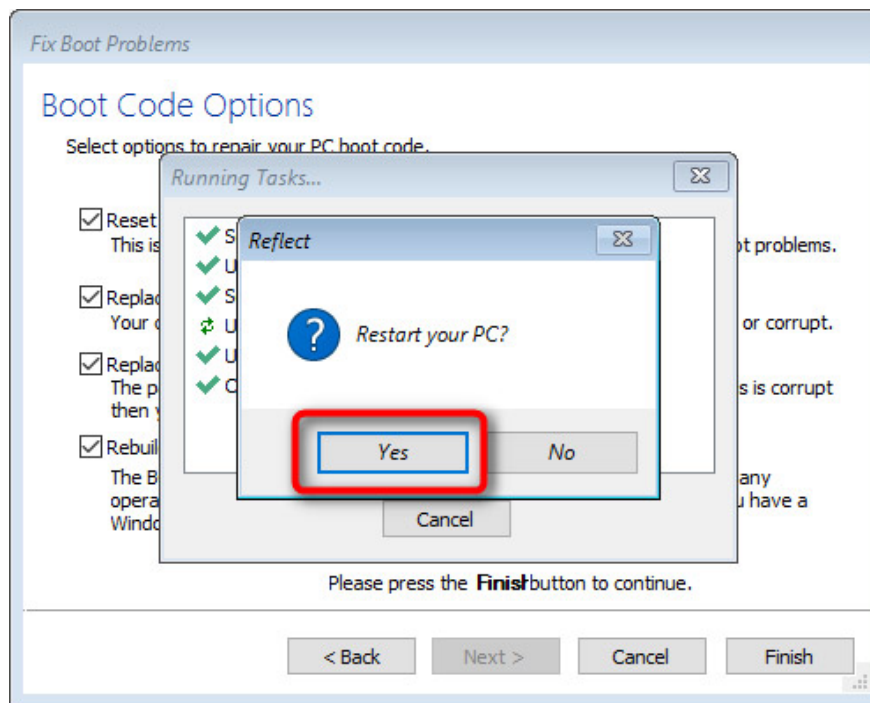 Fix Boot Problems
Boot Code Options
Select options to repair your PC boot code.
Running Tasks...
Reset
This is
ot problems.
Reflect
S
U
Replac
S
Your c
U
or corrupt.
Restart your PC?
Replac
U
The p
C
s is corrupt
then y
Rebuil
Yes
No
The B
any
opera
u have a
Windo
Cancel
Please press the Finish button to continue.
< Back
Next >
Cancel
Finish